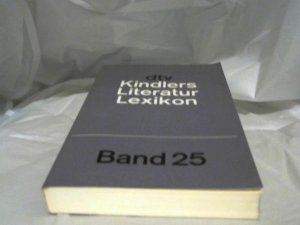 dtv
Kindlers
Literatur
Lexikon
Band 25